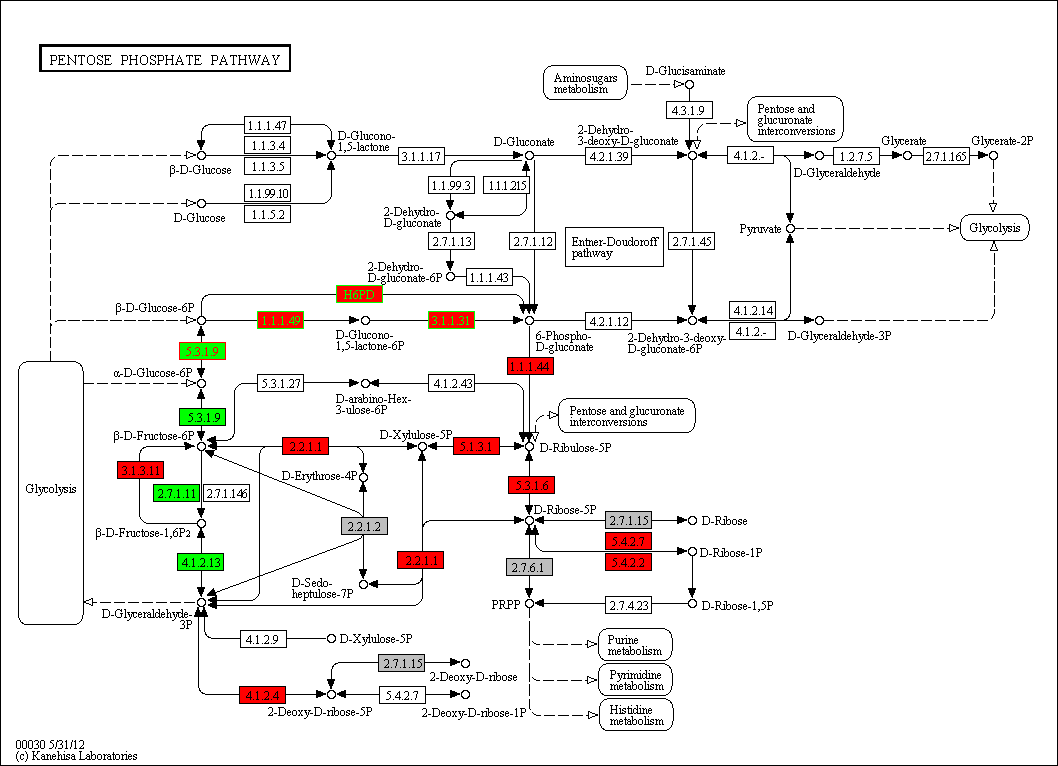 PENTOSE PHOSPHATE PATHWAY
Aminosugars
metabolism
D-Glucisaminate
4.3.1.9
Pentose and
glucuronate
interconversions
1.1.1.47
1.1.3.4
1.1.3.5
β-D-Glucose
D-Glucono-
1,5-lactone
3.1.1.17
D-Gluconate
4.2.1.39
2-Dehydro-
3-deoxy-D-gluconate
4.1.2.-
D-Glyceraldehyde
1.2.7.5
Glycerate
2.7.1.165
Glycerate-2P
1.1.99.10
1.1.5.2
D-Glucose
1.1.99.3
1.1.1.215
2-Dehydro-
D-gluconate
2.7.1.13
2.7.1.12
Entner-Doudoroff
pathway
2.7.1.45
Pyruvate
Glycolysis
2-Dehydro-
D-gluconate-6P
1.1.1.43
H6PD
β-D-Glucose-6P
1.1.1.49
D-Glucono-
1,5-lactone-6P
3.1.1.31
6-Phospho-
D-gluconate
4.2.1.12
2-Dehydro-3-deoxy-
D-gluconate-6P
4.1.2.14
4.1.2.-
D-Glyceraldehyde-3P
5.3.1.9
1.1.1.44
α-D-Glucose-6P
5.3.1.27
D-arabino-Hex-
3-ulose-6P
4.1.2.43
5.3.1.9
Pentose and glucuronate
interconversions
β-D-Fructose-6P
2.2.1.1
D-Xylulose-5P
5.1.3.1
D-Ribulose-5P
3.1.3.11
D-Erythrose-4P
5.3.1.6
Glycolysis
2.7.1.11
2.7.1.146
D-Ribose-5P
2.2.1.2
2.7.1.15
D-Ribose
β-D-Fructose-1,6P2
5.4.2.7
5.4.2.2
D-Ribose-1P
4.1.2.13
2.2.1.1
2.7.6.1
D-Sedo-
heptulose-7P
D-Glyceraldehyde-
3P
PRPP
2.7.4.23
D-Ribose-1,5P
4.1.2.9
D-Xylulose-5P
Purine
metabolism
2.7.1.15
2-Deoxy-D-ribose
Pyrimidine
metabolism
4.1.2.4
2-Deoxy-D-ribose-5P
5.4.2.7
2-Deoxy-D-ribose-1P
Histidine
metabolism
00030 5/31/12
(c) Kanehisa Laboratories